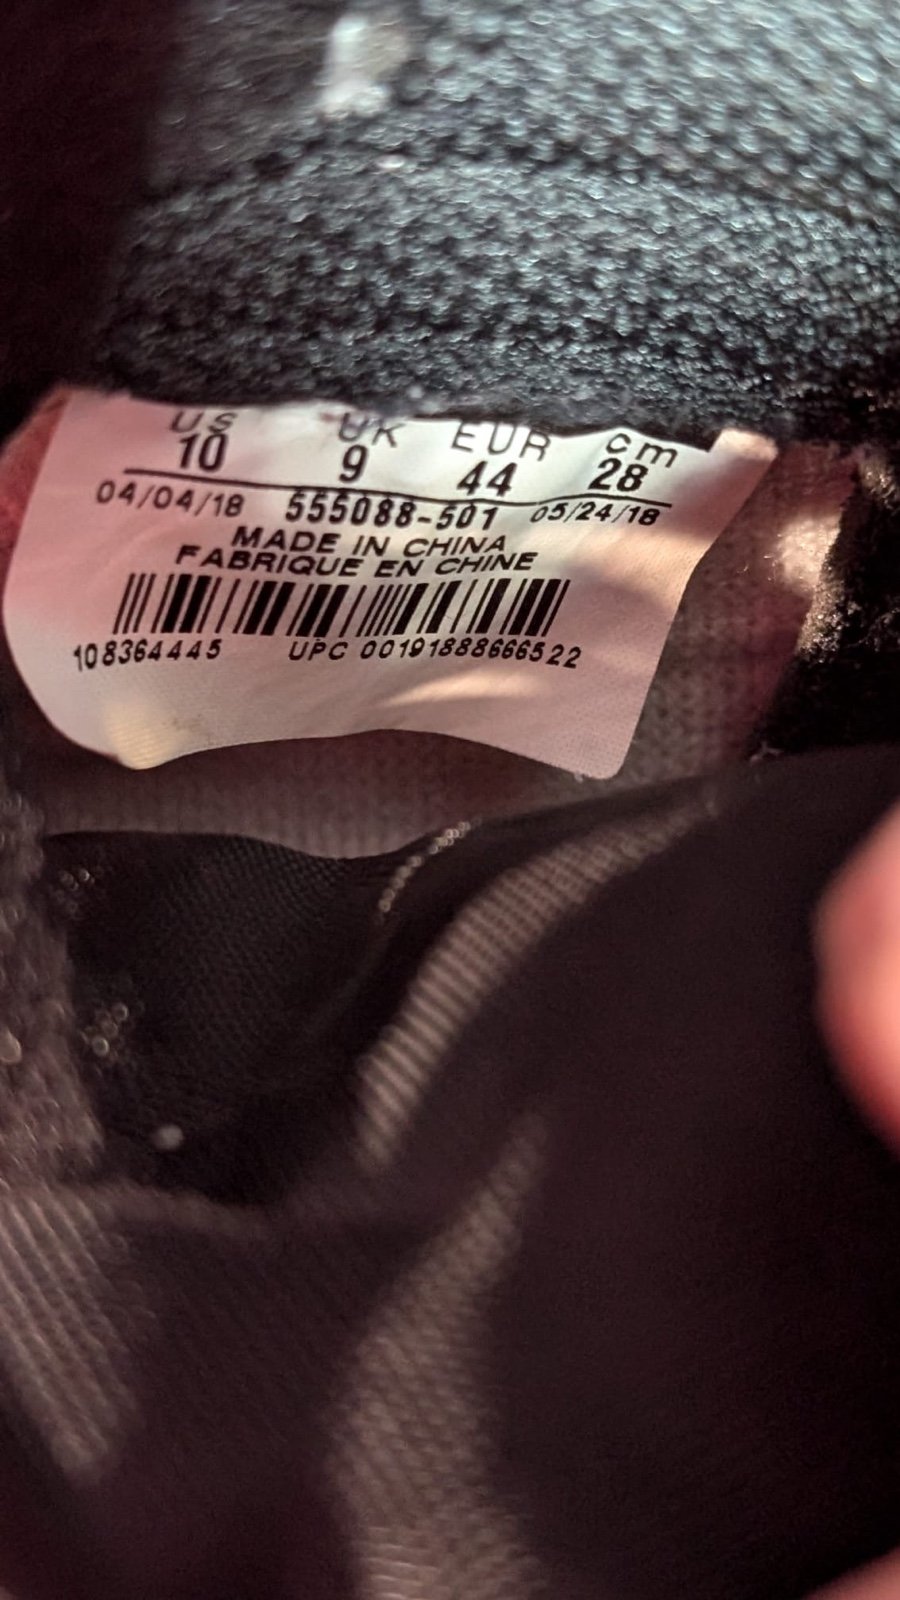 US UK EUR cm
10 9 44 28
04/04/18 555088-501 05/24/18
MADE IN CHINA
FABRIQUE EN CHINE
108364445 UPC 00191888666522